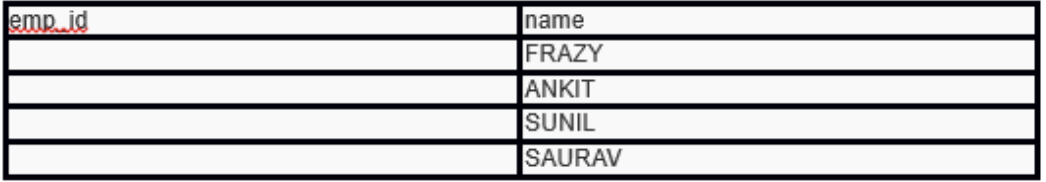 emp_id name
FRAZY
ANKIT
SUNIL
SAURAV